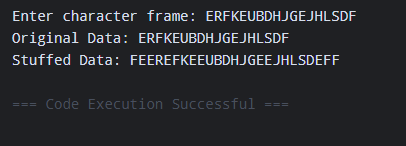 Enter character frame: ERFKEUBDHJGEJHLSDF
Original Data: ERFKEUBDHJGEJHLSDF
Stuffed Data: FEEREFKEEUBDHJGEEJHLSDEFF
=== Code Execution Successful ===